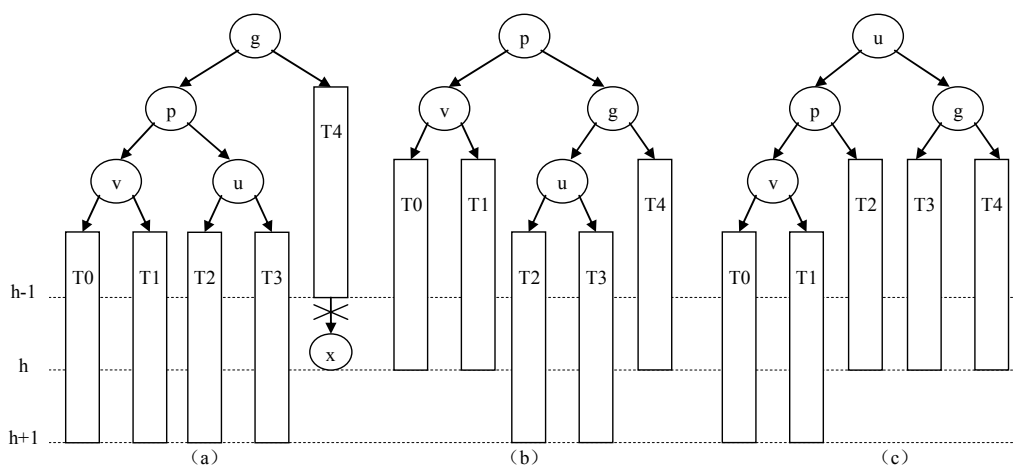 g p u
p v g p g
T4
v u u v
T0 T1 T4 T2 T3 T4
T0 T1 T2 T3 T2 T3 T0 T1
h-1
x
h
h+1
（a） （b） （c）